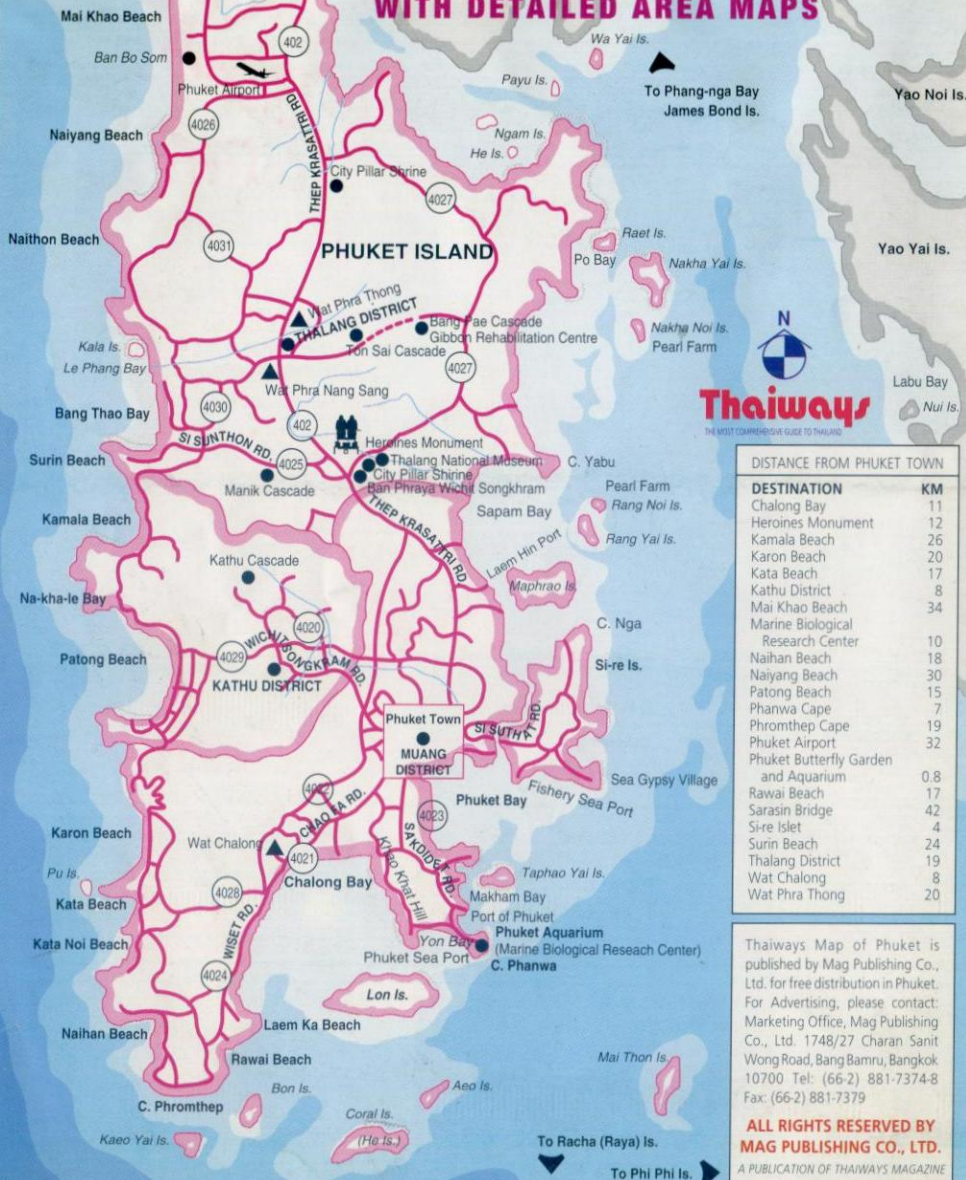 WITH DETAILED AREA MAPS
Mai Khao Beach
402
Wa Yai Is.
Ban Bo Som
Payu Is.
To Phang-nga Bay
James Bond Is.
Yao Noi Is.
Phuket Airport
4026
Naiyang Beach
Ngam Is.
He Is.
THEP KRASATTRI RD
City Pillar Shrine
4027
Naithon Beach
4031
PHUKET ISLAND
Raet Is.
Po Bay
Nakha Yai Is.
Yao Yai Is.
Wat Phra Thong
THALANG DISTRICT
Bang Pae Cascade
Gibbon Rehabilitation Centre
Ton Sai Cascade
Nakha Noi Is.
Pearl Farm
N
Kala Is.
Le Phang Bay
4027
Wat Phra Nang Sang
Labu Bay
Nui Is.
Thaiways
THE MOST COMPREHENSIVE GUIDE TO THAILAND
Bang Thao Bay
4030
402
SI SUNTHON RD.
Heroines Monument
Surin Beach
4025
Thalang National Museum
C. Yabu
City Pillar Shrine
Manik Cascade
Ban Phraya Wichit Songkhram
Pearl Farm
Rang Noi Is.
Kamala Beach
THEP KRASATTRI RD.
Sapam Bay
Rang Yai Is.
Laem Hin Port
Kathu Cascade
Maphrao Is.
Na-kha-le Bay
4020
C. Nga
4029
WICHIT SONGKRAM RD.
Patong Beach
KATHU DISTRICT
Si-re Is.
Phuket Town
MUANG
DISTRICT
SI SUTHAT RD.
Sea Gypsy Village
Fishery Sea Port
4022
CHAO FA RD.
Phuket Bay
4023
Karon Beach
Wat Chalong
4021
SAKDIDET RD.
Khao Khat Hill
Pu Is.
Chalong Bay
Taphao Yai Is.
4028
Makham Bay
Kata Beach
Port of Phuket
WISET RD.
Phuket Aquarium
Kata Noi Beach
Yon Bay
(Marine Biological Reseach Center)
Phuket Sea Port
C. Phanwa
4024
Lon Is.
Naihan Beach
Laem Ka Beach
Rawai Beach
Mai Thon Is.
Bon Is.
Aeo Is.
C. Phromthep
Coral Is.
(He Is.)
Kaeo Yai Is.
To Racha (Raya) Is.
To Phi Phi Is.
DISTANCE FROM PHUKET TOWN
DESTINATION KM
Chalong Bay 11
Heroines Monument 12
Kamala Beach 26
Karon Beach 20
Kata Beach 17
Kathu District 8
Mai Khao Beach 34
Marine Biological
Research Center 10
Naihan Beach 18
Naiyang Beach 30
Patong Beach 15
Phanwa Cape 7
Phromthep Cape 19
Phuket Airport 32
Phuket Butterfly Garden
and Aquarium 0.8
Rawai Beach 17
Sarasin Bridge 42
Si-re Islet 4
Surin Beach 24
Thalang District 19
Wat Chalong 8
Wat Phra Thong 20
Thaiways Map of Phuket is
published by Mag Publishing Co.,
Ltd. for free distribution in Phuket.
For Advertising, please contact:
Marketing Office, Mag Publishing
Co., Ltd. 1748/27 Charan Sanit
Wong Road, Bang Bamru, Bangkok
10700 Tel: (66-2) 881-7374-8
Fax: (66-2) 881-7379
ALL RIGHTS RESERVED BY
MAG PUBLISHING CO., LTD.
A PUBLICATION OF THAIWAYS MAGAZINE